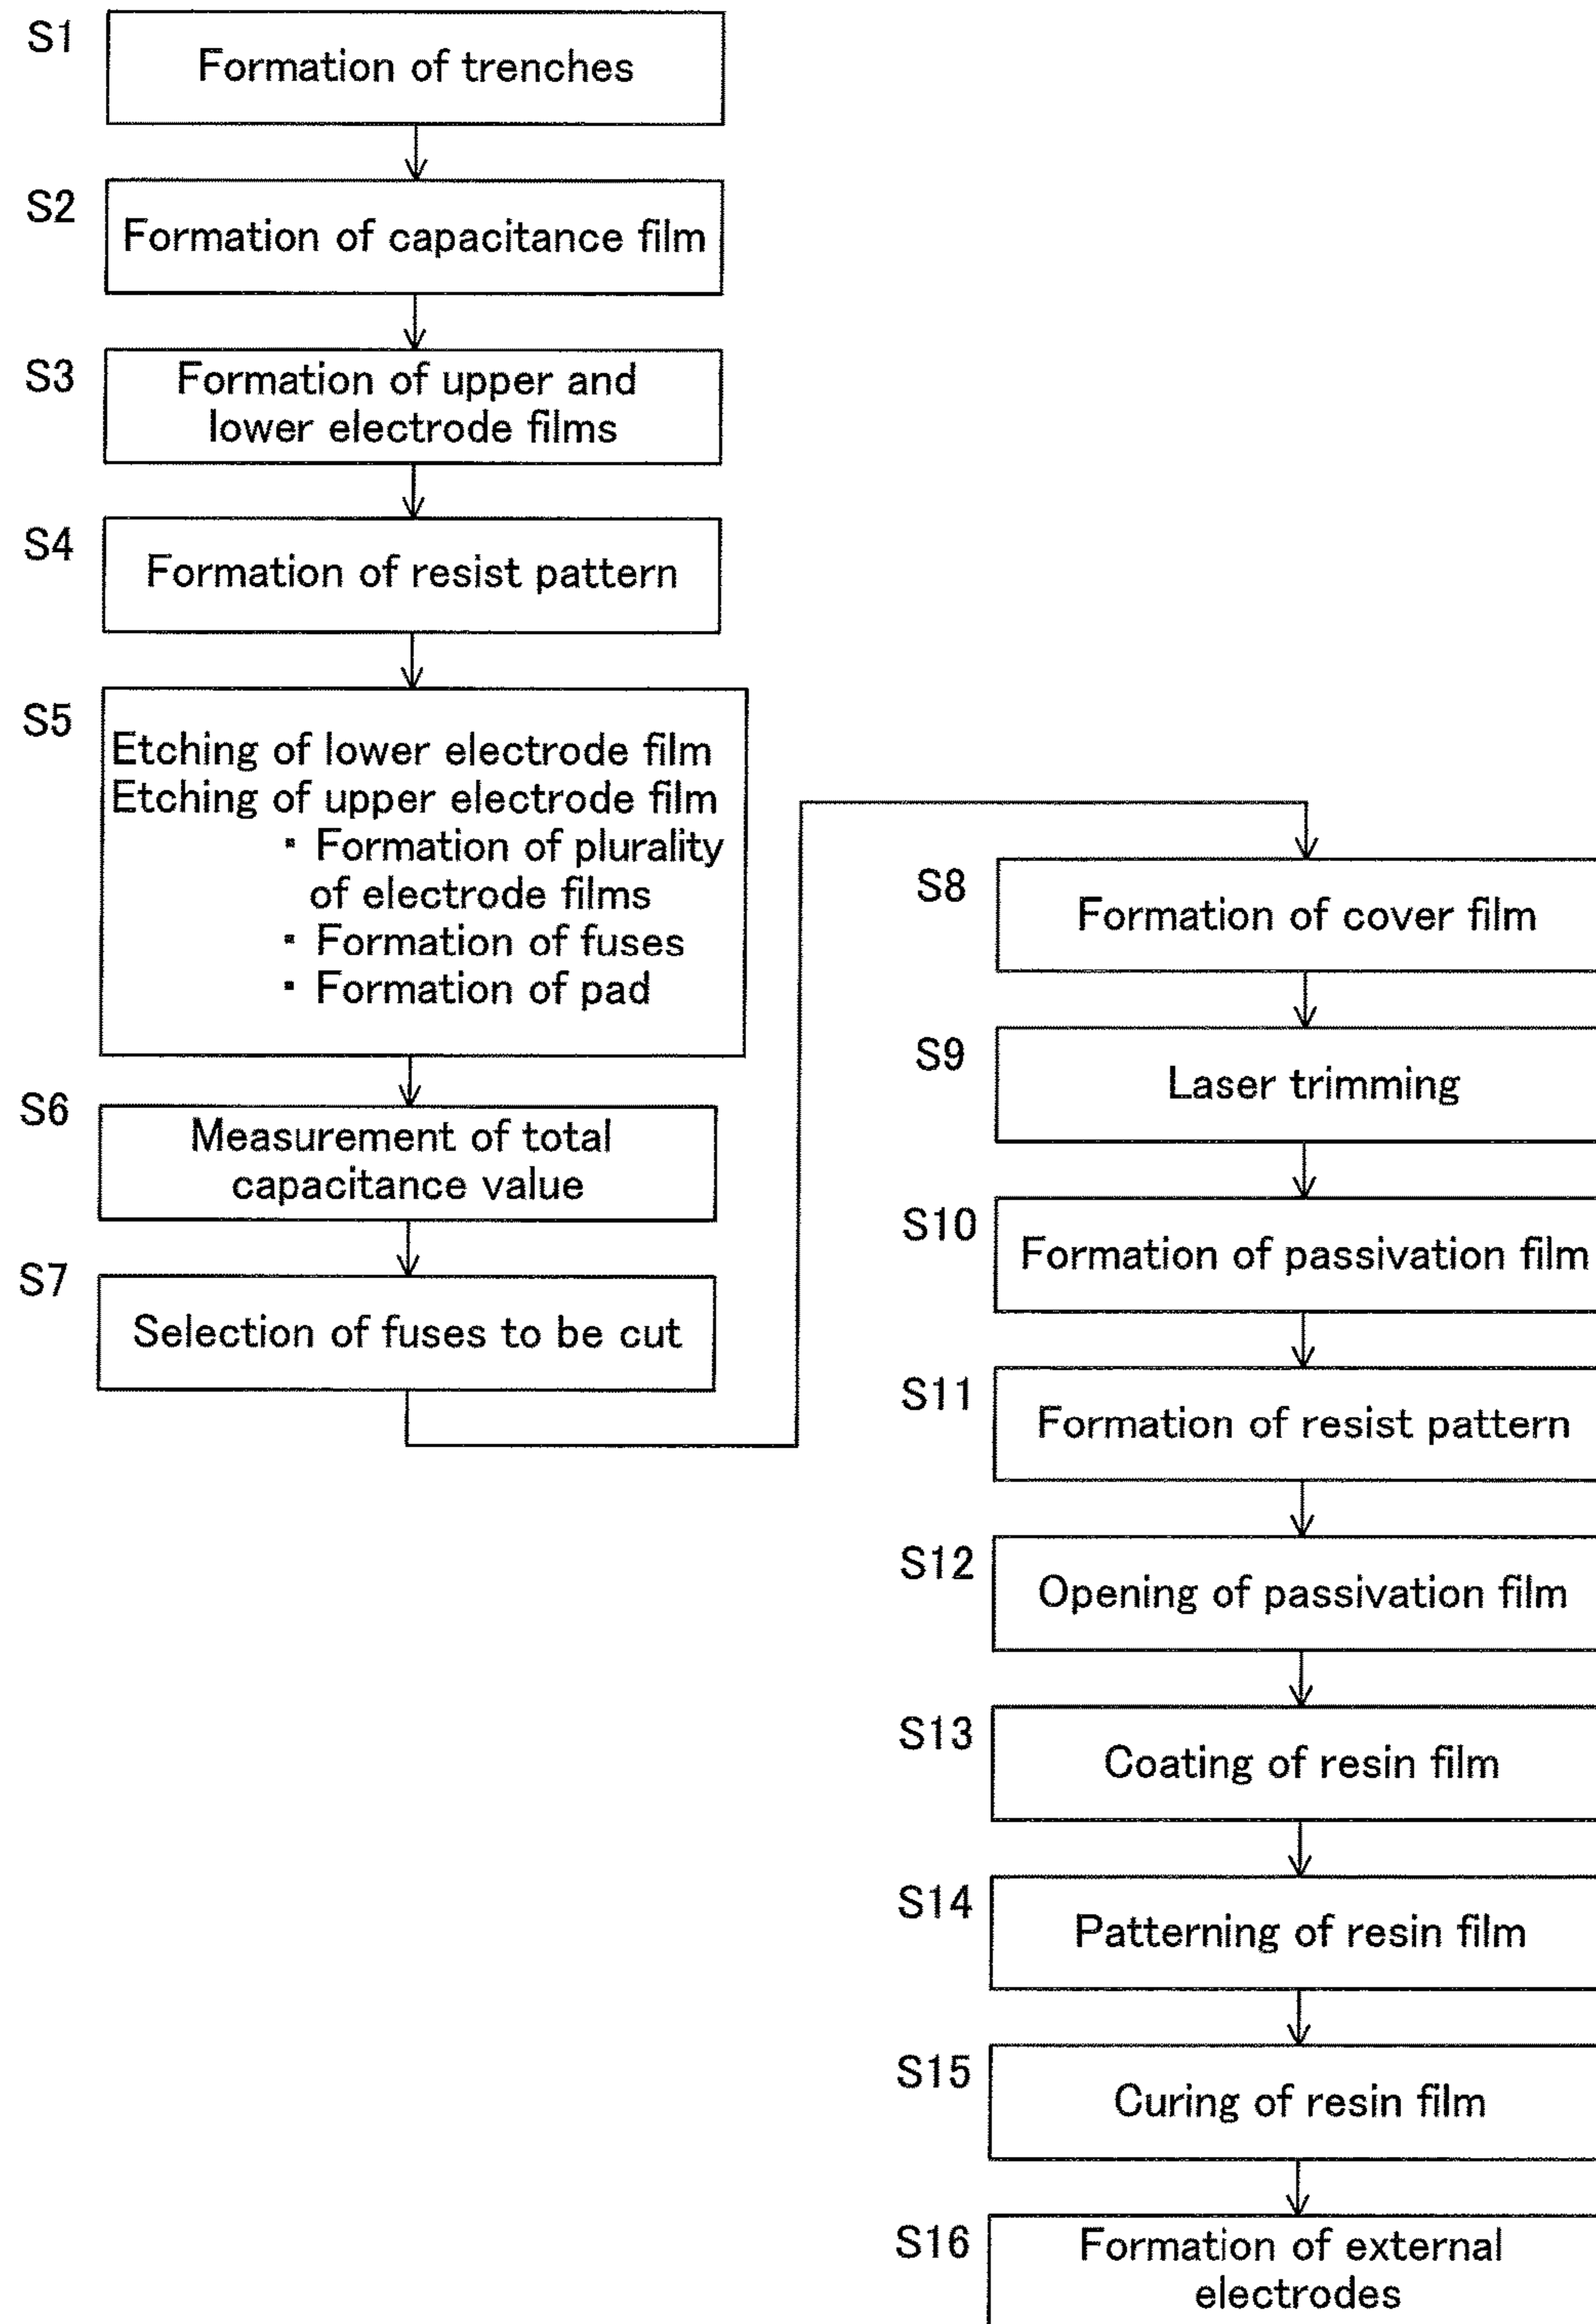 S1
Formation of trenches
S2
Formation of capacitance film
S3
Formation of upper and
lower electrode films
S4
Formation of resist pattern
S5
Etching of lower electrode film
Etching of upper electrode film
▪ Formation of plurality
of electrode films
▪ Formation of fuses
▪ Formation of pad
S6
Measurement of total
capacitance value
S7
Selection of fuses to be cut
S8
Formation of cover film
S9
Laser trimming
S10
Formation of passivation film
S11
Formation of resist pattern
S12
Opening of passivation film
S13
Coating of resin film
S14
Patterning of resin film
S15
Curing of resin film
S16
Formation of external
electrodes